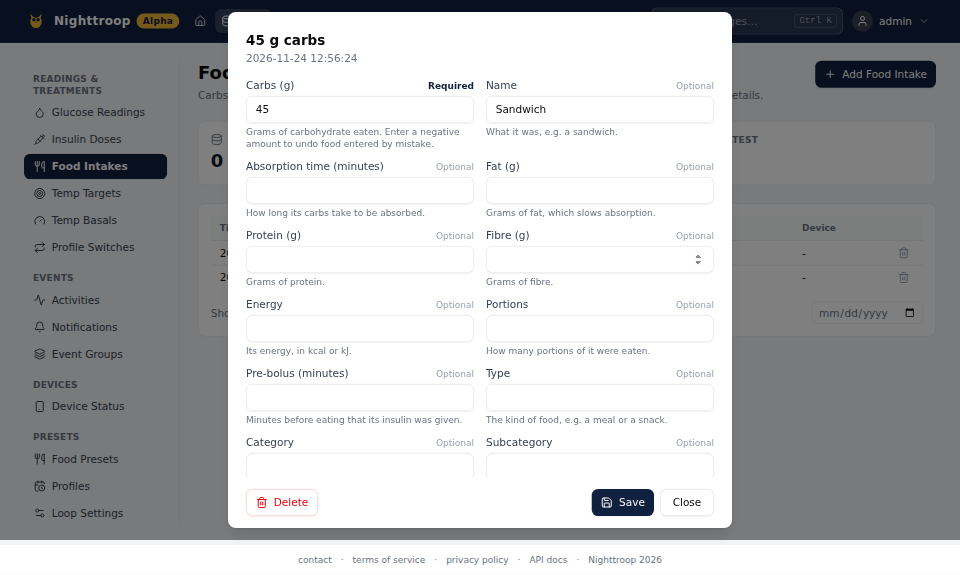 Nighttroop Alpha
Ctrl K
admin
45 g carbs
2026-11-24 12:56:24
Carbs (g) Required
45
Grams of carbohydrate eaten. Enter a negative
amount to undo food entered by mistake.
Name Optional
Sandwich
What it was, e.g. a sandwich.
Absorption time (minutes) Optional
How long its carbs take to be absorbed.
Fat (g) Optional
Grams of fat, which slows absorption.
Protein (g) Optional
Grams of protein.
Fibre (g) Optional
Grams of fibre.
Energy Optional
Its energy, in kcal or kJ.
Portions Optional
How many portions of it were eaten.
Pre-bolus (minutes) Optional
Minutes before eating that its insulin was given.
Type Optional
The kind of food, e.g. a meal or a snack.
Category Optional
Subcategory Optional
Delete
Save
Close
READINGS &
TREATMENTS
Glucose Readings
Insulin Doses
Food Intakes
Temp Targets
Temp Basals
Profile Switches
EVENTS
Activities
Notifications
Event Groups
DEVICES
Device Status
PRESETS
Food Presets
Profiles
Loop Settings
+ Add Food Intake
0
Device
-
-
mm/dd/yyyy
contact · terms of service · privacy policy · API docs · Nighttroop 2026